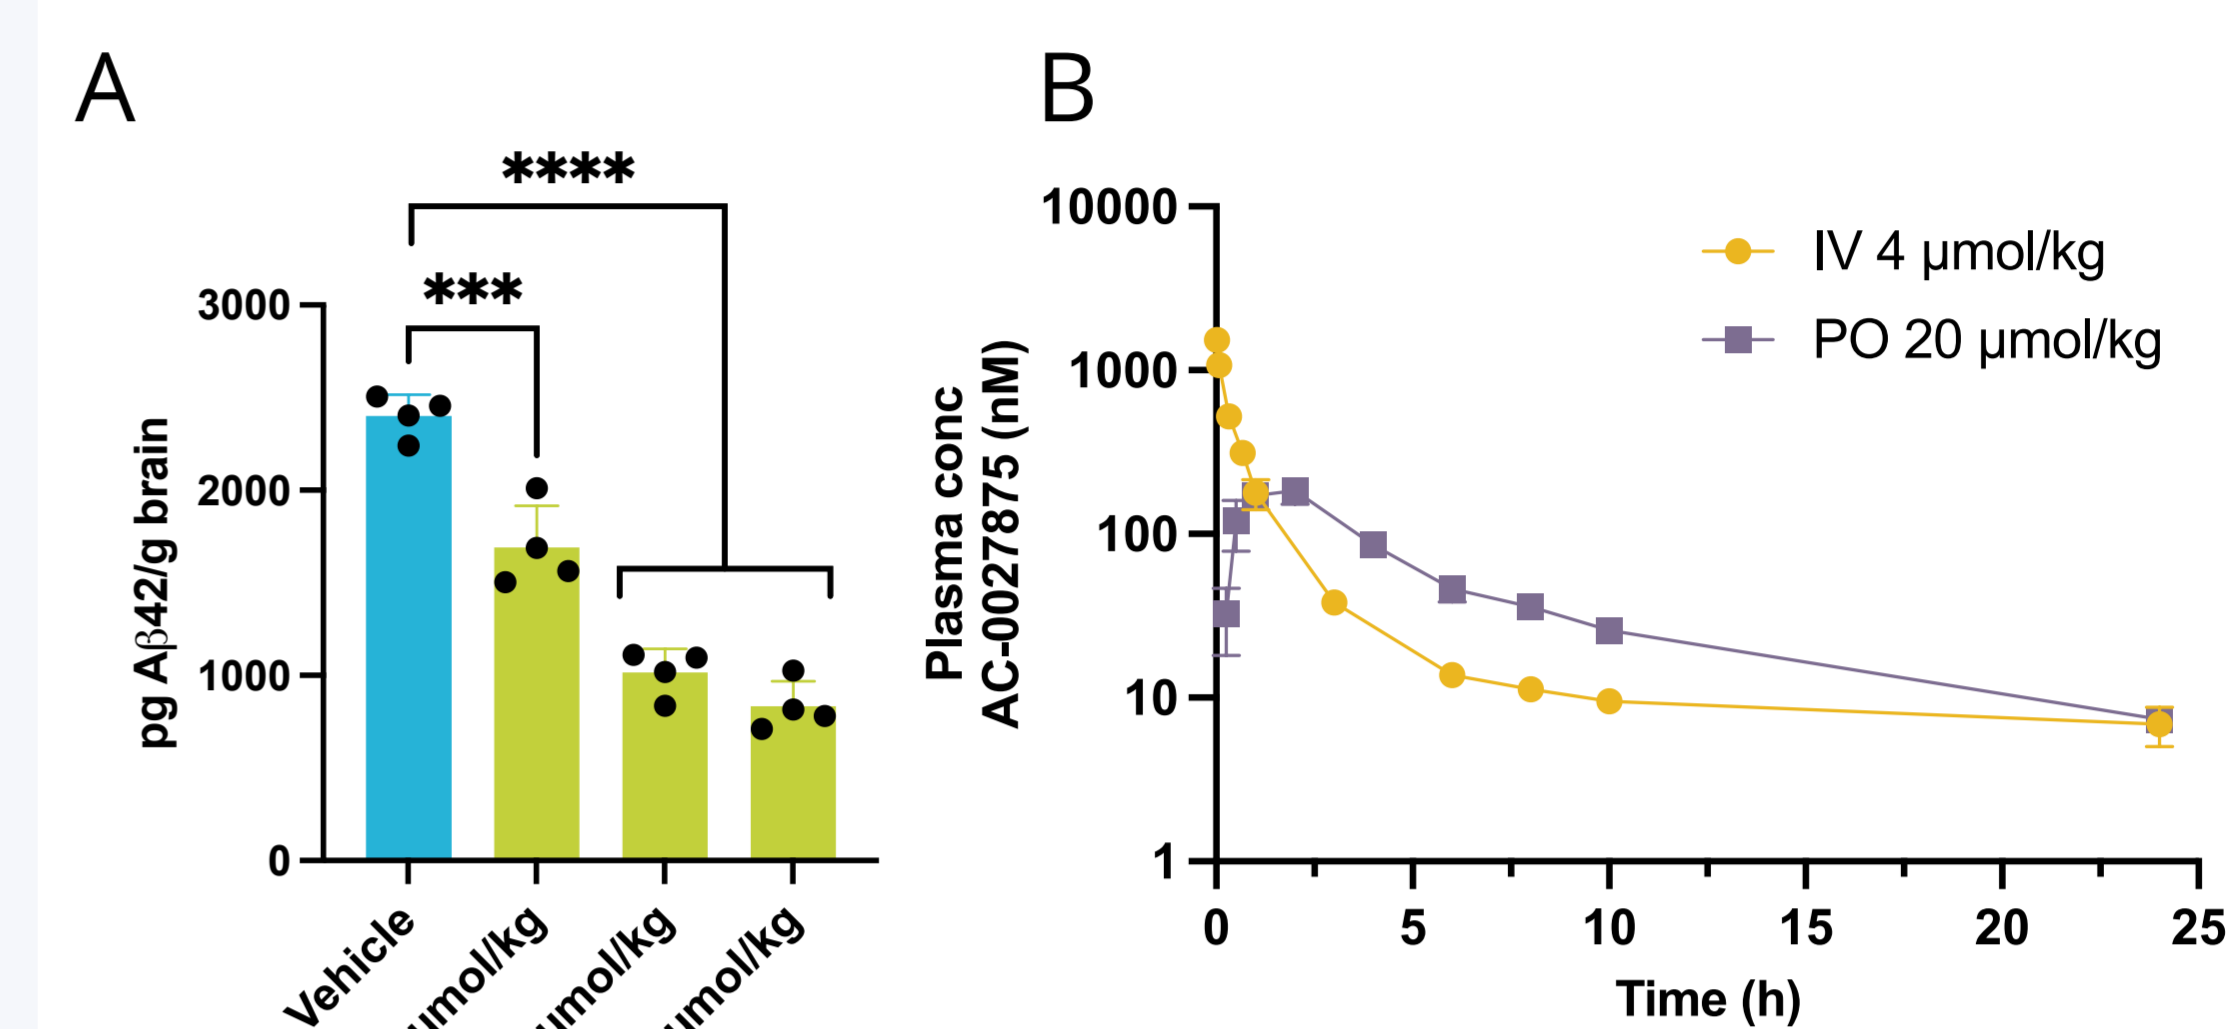 A
****
***
3000
2000
1000
0
pg Aβ42/g brain
Vehicle
µmol/kg
µmol/kg
µmol/kg
B
10000
1000
100
10
1
Plasma conc
AC-0027875 (nM)
IV 4 µmol/kg
PO 20 µmol/kg
0 5 10 15 20 25
Time (h)